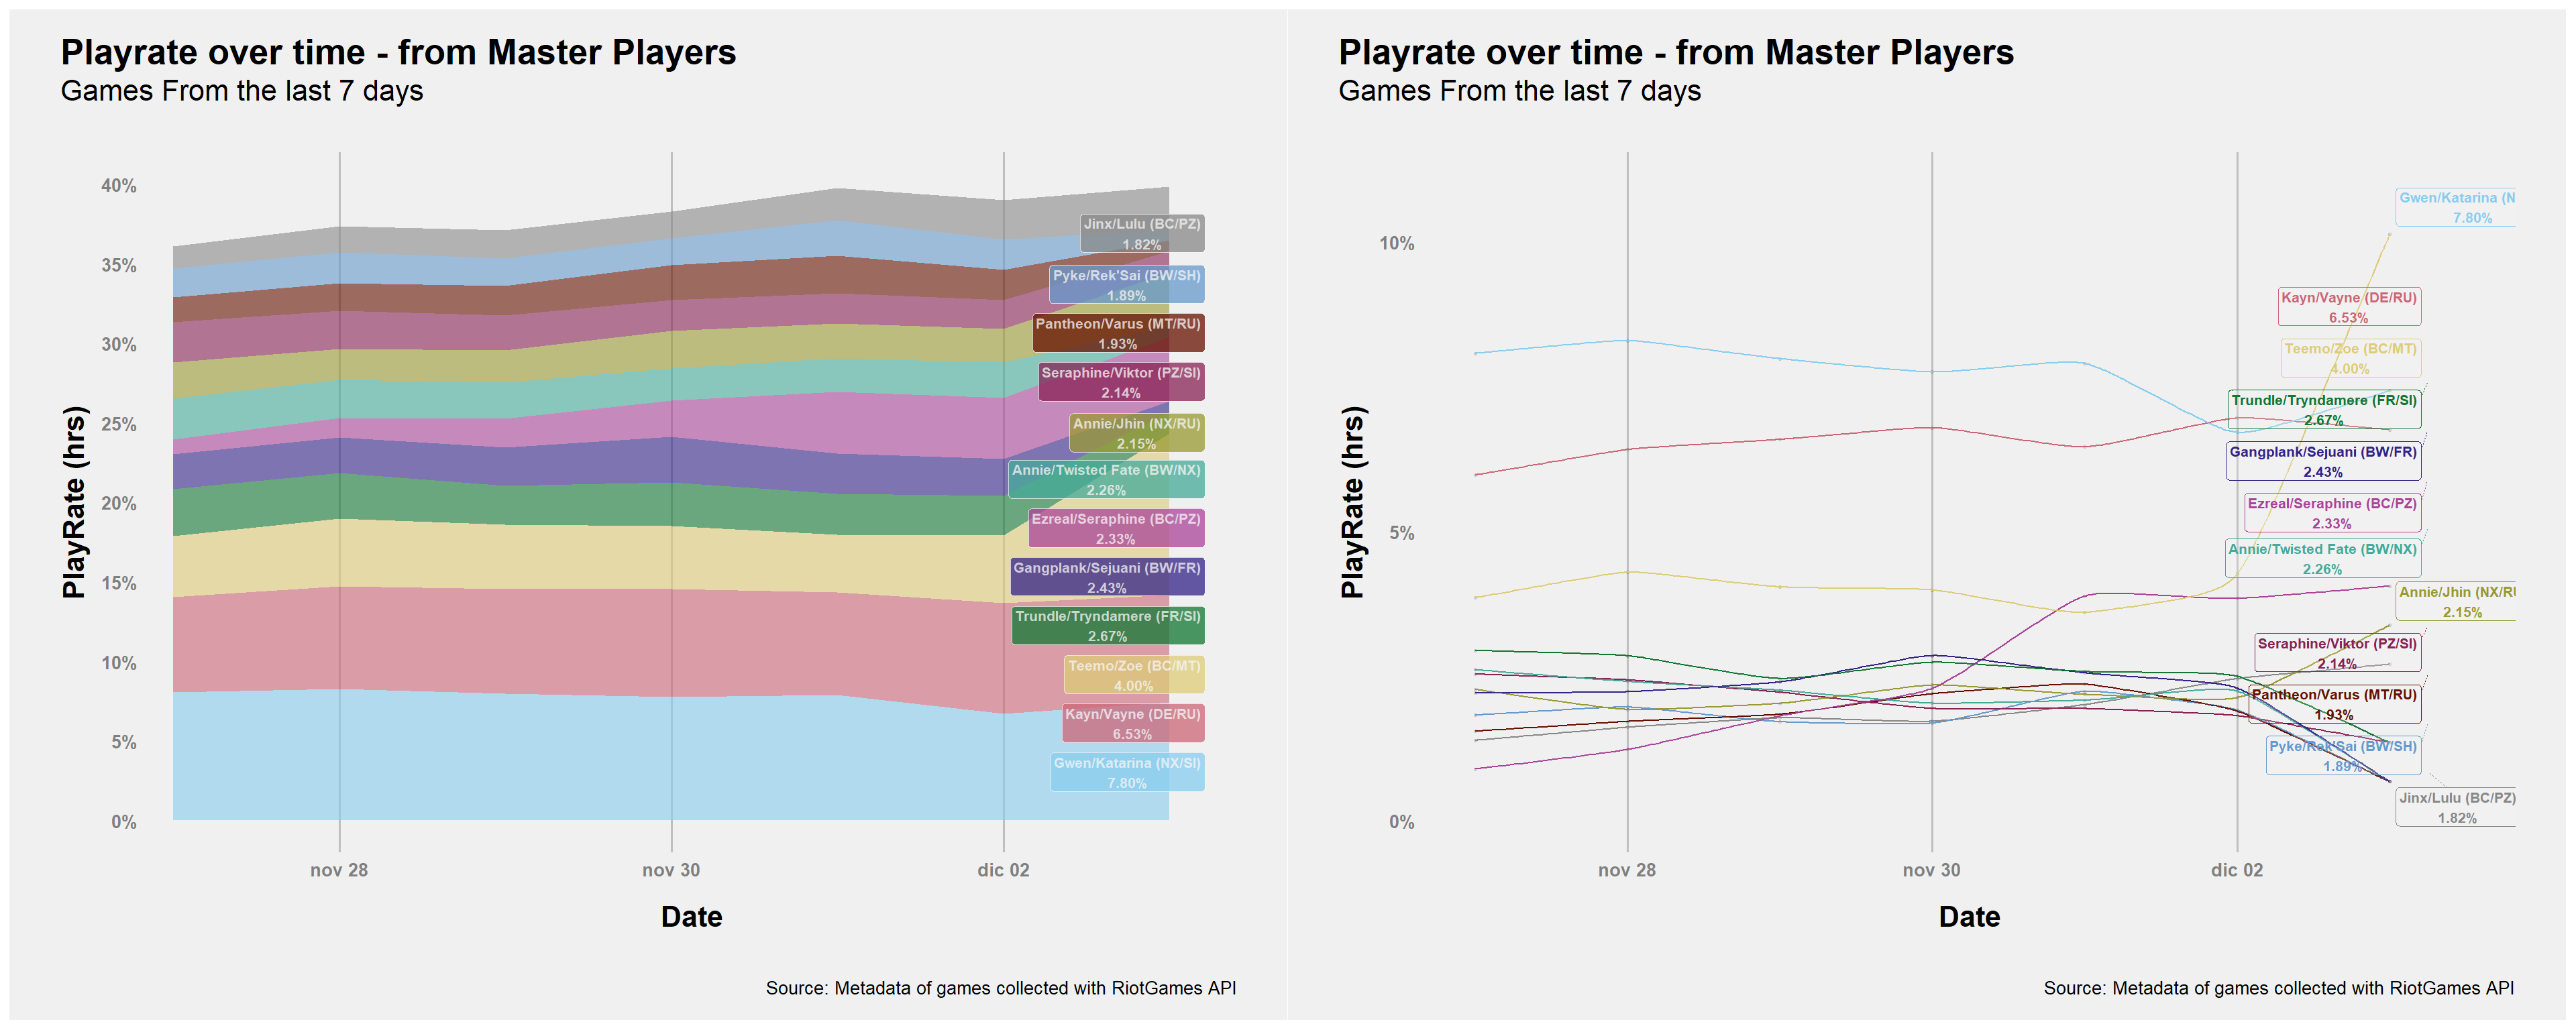 Playrate over time - from Master Players
Games From the last 7 days
PlayRate (hrs)
40%
35%
30%
25%
20%
15%
10%
5%
0%
Jinx/Lulu (BC/PZ)
1.82%
Pyke/Rek'Sai (BW/SH)
1.89%
Pantheon/Varus (MT/RU)
1.93%
Seraphine/Viktor (PZ/SI)
2.14%
Annie/Jhin (NX/RU)
2.15%
Annie/Twisted Fate (BW/NX)
2.26%
Ezreal/Seraphine (BC/PZ)
2.33%
Gangplank/Sejuani (BW/FR)
2.43%
Trundle/Tryndamere (FR/SI)
2.67%
Teemo/Zoe (BC/MT)
4.00%
Kayn/Vayne (DE/RU)
6.53%
Gwen/Katarina (NX/SI)
7.80%
nov 28
nov 30
dic 02
Date
Source: Metadata of games collected with RiotGames API
Playrate over time - from Master Players
Games From the last 7 days
PlayRate (hrs)
10%
5%
0%
Gwen/Katarina (N
7.80%
Kayn/Vayne (DE/RU)
6.53%
Teemo/Zoe (BC/MT)
4.00%
Trundle/Tryndamere (FR/SI)
2.67%
Gangplank/Sejuani (BW/FR)
2.43%
Ezreal/Seraphine (BC/PZ)
2.33%
Annie/Twisted Fate (BW/NX)
2.26%
Annie/Jhin (NX/RU
2.15%
Seraphine/Viktor (PZ/SI)
2.14%
Pantheon/Varus (MT/RU)
1.93%
Pyke/Rek'Sai (BW/SH)
1.89%
Jinx/Lulu (BC/PZ)
1.82%
nov 28
nov 30
dic 02
Date
Source: Metadata of games collected with RiotGames API